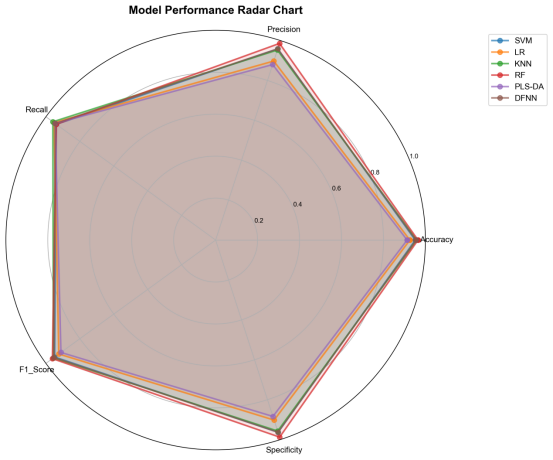 Model Performance Radar Chart
Precision
SVM
LR
KNN
RF
PLS-DA
DFNN
Recall
1.0
0.8
0.6
0.4
0.2
Accuracy
F1_Score
Specificity